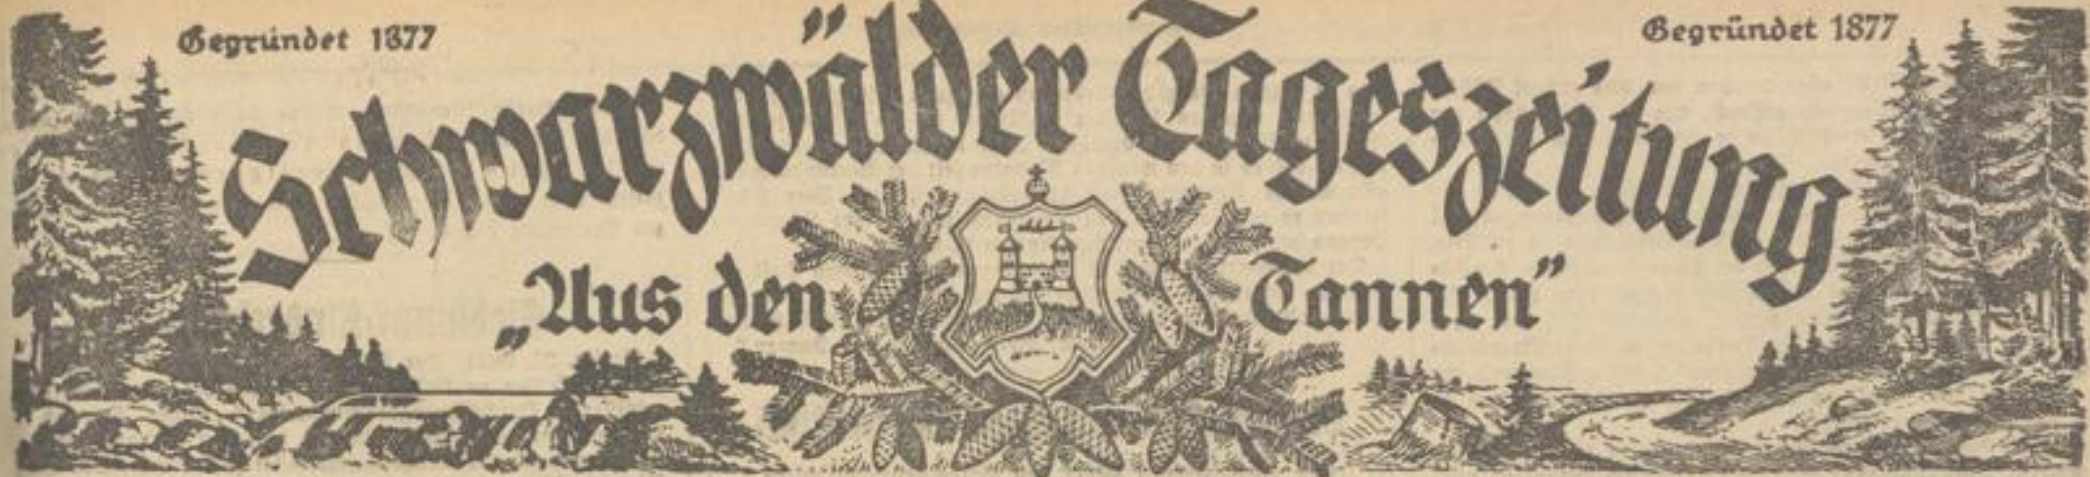 Gegründet 1877
Gegründet 1877
Schwarzwälder Tageszeitung
„Aus den Tannen“